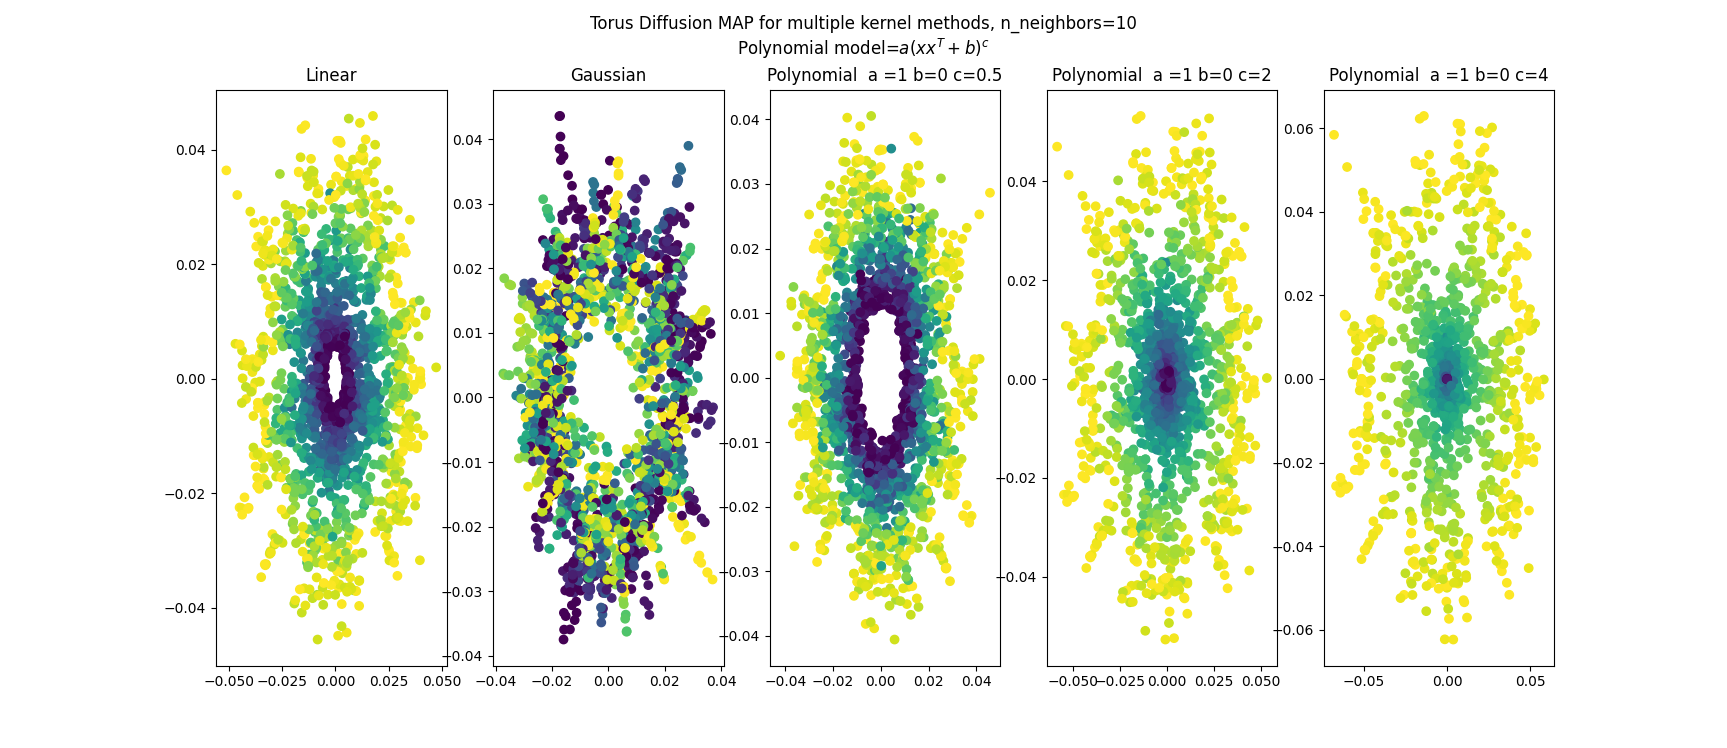 Torus Diffusion MAP for multiple kernel methods, n_neighbors=10
Polynomial model=a(xxᵀ + b)ᶜ
Linear
0.04
0.02
0.00
−0.02
−0.04
−0.050 −0.025 0.000 0.025 0.050
Gaussian
0.04
0.03
0.02
0.01
0.00
−0.01
−0.02
−0.03
−0.04
−0.04 −0.02 0.00 0.02 0.04
Polynomial a =1 b=0 c=0.5
0.04
0.03
0.02
0.01
0.00
−0.01
−0.02
−0.03
−0.04
−0.04 −0.02 0.00 0.02 0.04
Polynomial a =1 b=0 c=2
0.04
0.02
0.00
−0.02
−0.04
−0.050 −0.025 0.000 0.025 0.050
Polynomial a =1 b=0 c=4
0.06
0.04
0.02
0.00
−0.02
−0.04
−0.06
−0.05 0.00 0.05